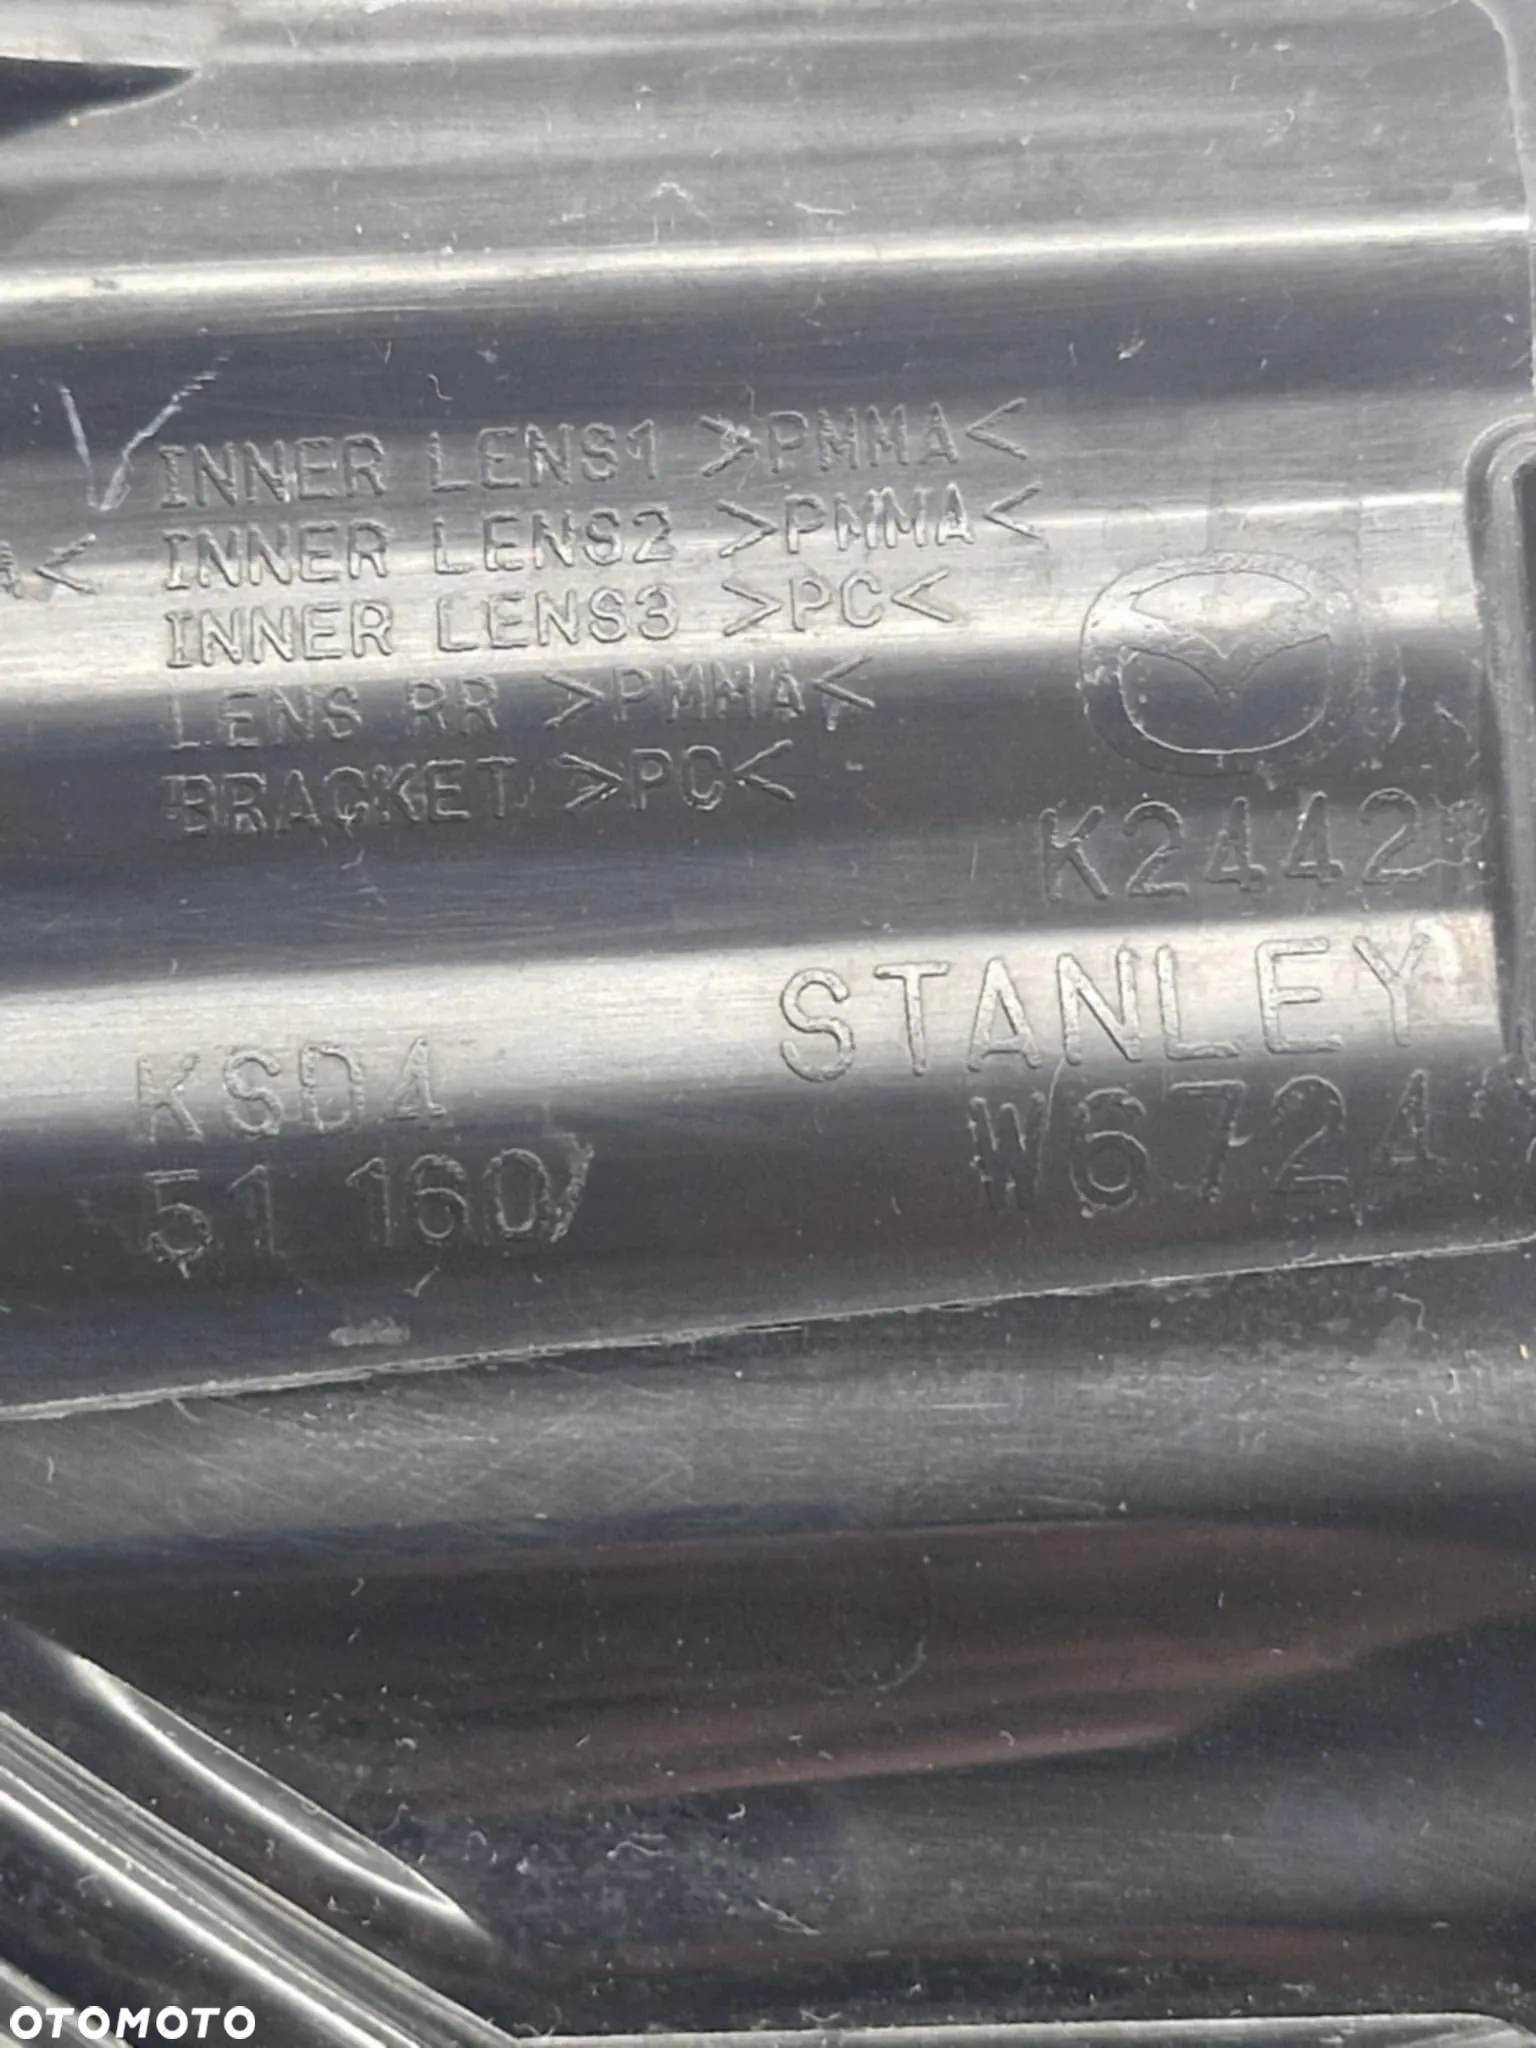 INNER LENS1 >PMMA<
A< INNER LENS2 >PMMA<
INNER LENS3 >PC<
LENS RR >PMMA<
BRACKET >PC<
K2442
STANLEY
KSD4
W6724
51 160
OTOMOTO